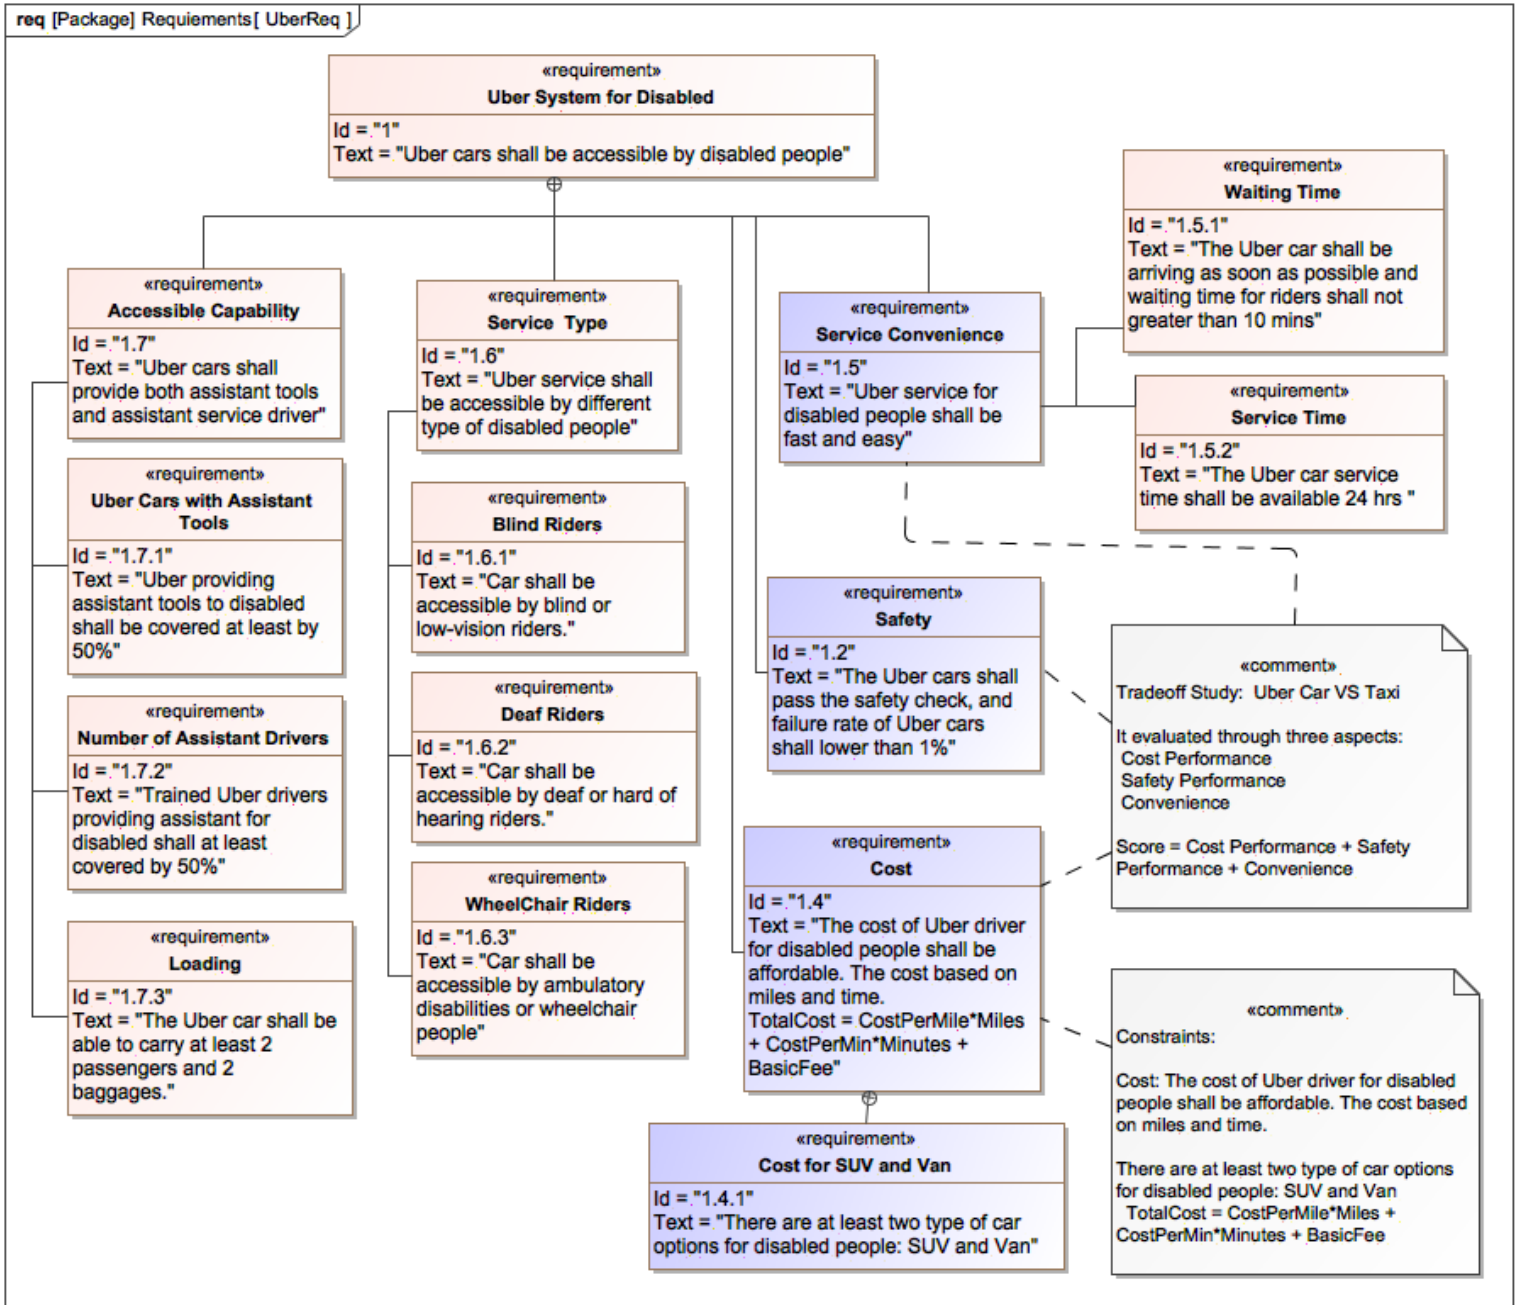 req [Package] Requiements[ UberReq ]
«requirement»
Uber System for Disabled
Id = "1"
Text = "Uber cars shall be accessible by disabled people"
«requirement»
Waiting Time
Id = "1.5.1"
Text = "The Uber car shall be
arriving as soon as possible and
waiting time for riders shall not
greater than 10 mins"
«requirement»
Accessible Capability
Id = "1.7"
Text = "Uber cars shall
provide both assistant tools
and assistant service driver"
«requirement»
Service Type
Id = "1.6"
Text = "Uber service shall
be accessible by different
type of disabled people"
«requirement»
Service Convenience
Id = "1.5"
Text = "Uber service for
disabled people shall be
fast and easy"
«requirement»
Service Time
Id = "1.5.2"
Text = "The Uber car service
time shall be available 24 hrs "
«requirement»
Uber Cars with Assistant
Tools
Id = "1.7.1"
Text = "Uber providing
assistant tools to disabled
shall be covered at least by
50%"
«requirement»
Blind Riders
Id = "1.6.1"
Text = "Car shall be
accessible by blind or
low-vision riders."
«requirement»
Safety
Id = "1.2"
Text = "The Uber cars shall
pass the safety check, and
failure rate of Uber cars
shall lower than 1%"
«comment»
Tradeoff Study: Uber Car VS Taxi
It evaluated through three aspects:
Cost Performance
Safety Performance
Convenience
Score = Cost Performance + Safety
Performance + Convenience
«requirement»
Number of Assistant Drivers
Id = "1.7.2"
Text = "Trained Uber drivers
providing assistant for
disabled shall at least
covered by 50%"
«requirement»
Deaf Riders
Id = "1.6.2"
Text = "Car shall be
accessible by deaf or hard of
hearing riders."
«requirement»
Cost
Id = "1.4"
Text = "The cost of Uber driver
for disabled people shall be
affordable. The cost based on
miles and time.
TotalCost = CostPerMile*Miles
+ CostPerMin*Minutes +
BasicFee"
«requirement»
Loading
Id = "1.7.3"
Text = "The Uber car shall be
able to carry at least 2
passengers and 2
baggages."
«requirement»
WheelChair Riders
Id = "1.6.3"
Text = "Car shall be
accessible by ambulatory
disabilities or wheelchair
people"
«comment»
Constraints:
Cost: The cost of Uber driver for disabled
people shall be affordable. The cost based
on miles and time.
There are at least two type of car options
for disabled people: SUV and Van
TotalCost = CostPerMile*Miles +
CostPerMin*Minutes + BasicFee
«requirement»
Cost for SUV and Van
Id = "1.4.1"
Text = "There are at least two type of car
options for disabled people: SUV and Van"